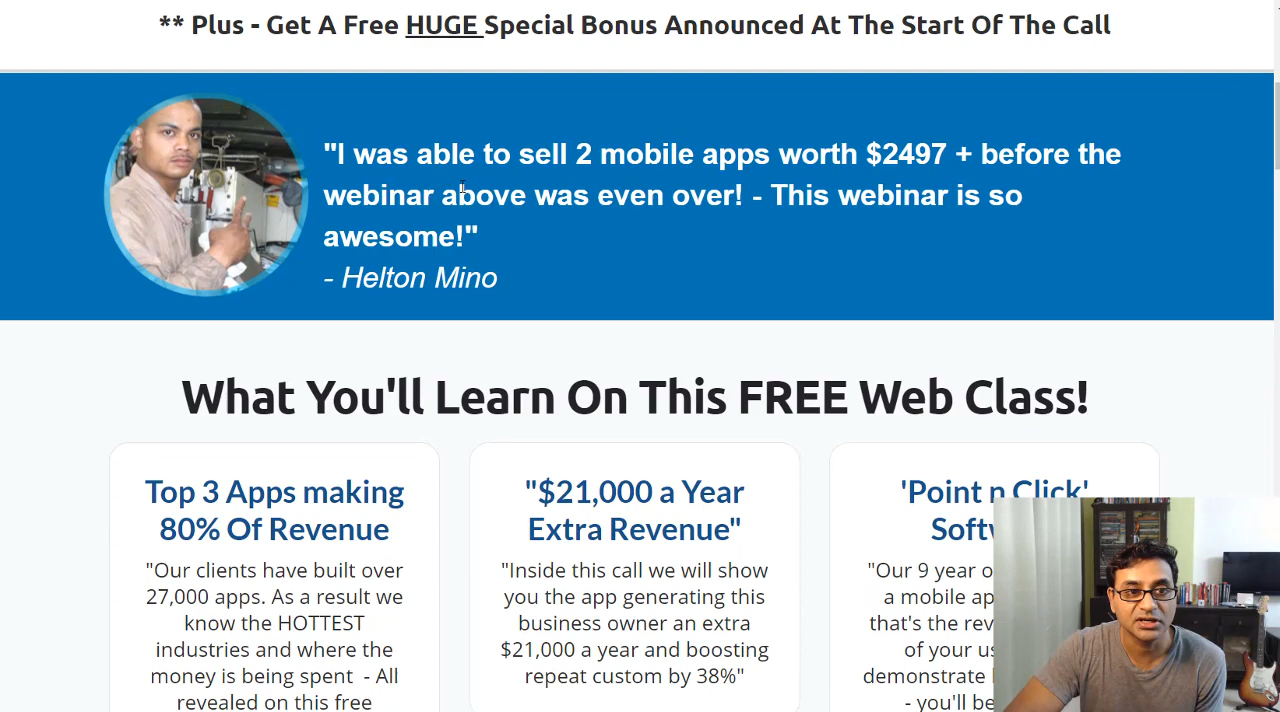 ** Plus - Get A Free HUGE Special Bonus Announced At The Start Of The Call
"I was able to sell 2 mobile apps worth $2497 + before the
webinar above was even over! - This webinar is so
awesome!"
- Helton Mino
What You'll Learn On This FREE Web Class!
Top 3 Apps making
80% Of Revenue
"Our clients have built over
27,000 apps. As a result we
know the HOTTEST
industries and where the
money is being spent - All
revealed on this free
"$21,000 a Year
Extra Revenue"
"Inside this call we will show
you the app generating this
business owner an extra
$21,000 a year and boosting
repeat custom by 38%"
'Point n Click'
"Our 9 year
a mobile
that's the
of your
demonstrate
- you'll